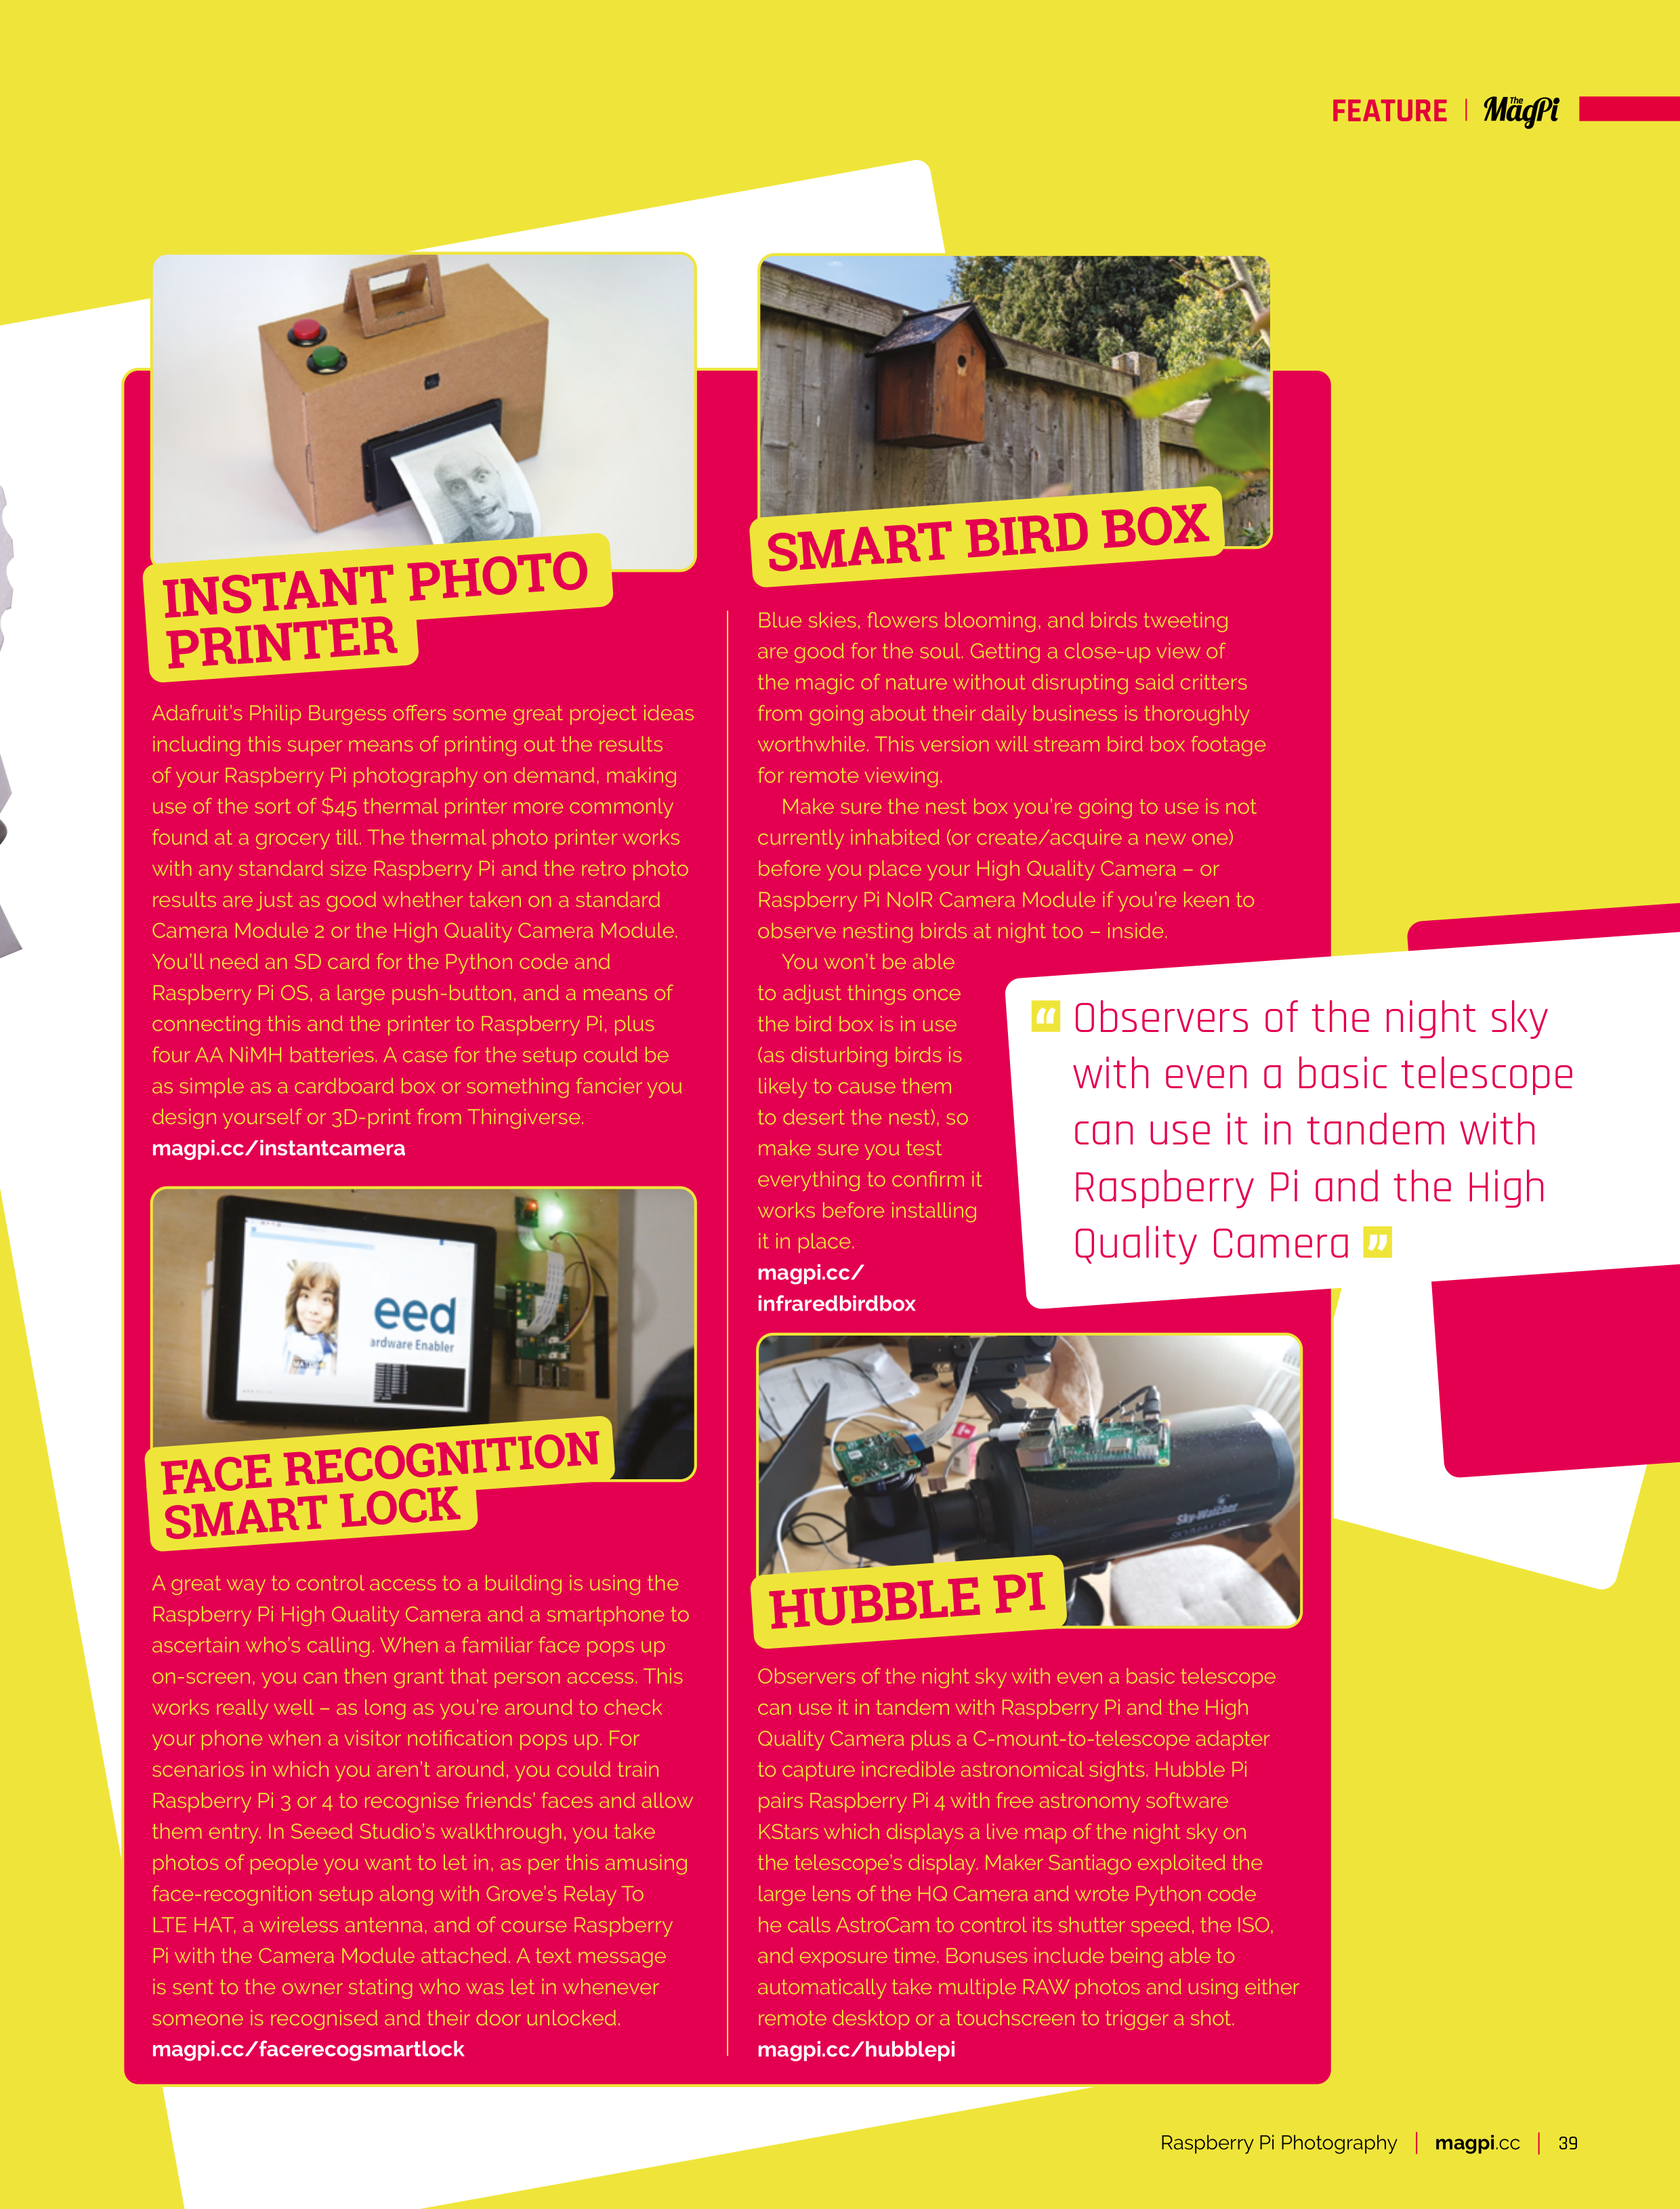 FEATURE
The MagPi
INSTANT PHOTO
PRINTER
Adafruit's Philip Burgess offers some great project ideas
including this super means of printing out the results
of your Raspberry Pi photography on demand, making
use of the sort of $45 thermal printer more commonly
found at a grocery till. The thermal photo printer works
with any standard size Raspberry Pi and the retro photo
results are just as good whether taken on a standard
Camera Module 2 or the High Quality Camera Module.
You'll need an SD card for the Python code and
Raspberry Pi OS, a large push-button, and a means of
connecting this and the printer to Raspberry Pi, plus
four AA NiMH batteries. A case for the setup could be
as simple as a cardboard box or something fancier you
design yourself or 3D-print from Thingiverse.
magpi.cc/instantcamera
eed
ardware Enabler
FACE RECOGNITION
SMART LOCK
A great way to control access to a building is using the
Raspberry Pi High Quality Camera and a smartphone to
ascertain who's calling. When a familiar face pops up
on-screen, you can then grant that person access. This
works really well – as long as you're around to check
your phone when a visitor notification pops up. For
scenarios in which you aren't around, you could train
Raspberry Pi 3 or 4 to recognise friends' faces and allow
them entry. In Seeed Studio's walkthrough, you take
photos of people you want to let in, as per this amusing
face-recognition setup along with Grove's Relay To
LTE HAT, a wireless antenna, and of course Raspberry
Pi with the Camera Module attached. A text message
is sent to the owner stating who was let in whenever
someone is recognised and their door unlocked.
magpi.cc/facerecogsmartlock
SMART BIRD BOX
Blue skies, flowers blooming, and birds tweeting
are good for the soul. Getting a close-up view of
the magic of nature without disrupting said critters
from going about their daily business is thoroughly
worthwhile. This version will stream bird box footage
for remote viewing.
Make sure the nest box you're going to use is not
currently inhabited (or create/acquire a new one)
before you place your High Quality Camera – or
Raspberry Pi NoIR Camera Module if you're keen to
observe nesting birds at night too – inside.
You won't be able
to adjust things once
the bird box is in use
(as disturbing birds is
likely to cause them
to desert the nest), so
make sure you test
everything to confirm it
works before installing
it in place.
magpi.cc/
infraredbirdbox
“ Observers of the night sky
with even a basic telescope
can use it in tandem with
Raspberry Pi and the High
Quality Camera ”
Sky-Watcher
HUBBLE PI
Observers of the night sky with even a basic telescope
can use it in tandem with Raspberry Pi and the High
Quality Camera plus a C-mount-to-telescope adapter
to capture incredible astronomical sights. Hubble Pi
pairs Raspberry Pi 4 with free astronomy software
KStars which displays a live map of the night sky on
the telescope's display. Maker Santiago exploited the
large lens of the HQ Camera and wrote Python code
he calls AstroCam to control its shutter speed, the ISO,
and exposure time. Bonuses include being able to
automatically take multiple RAW photos and using either
remote desktop or a touchscreen to trigger a shot.
magpi.cc/hubblepi
Raspberry Pi Photography | magpi.cc | 39